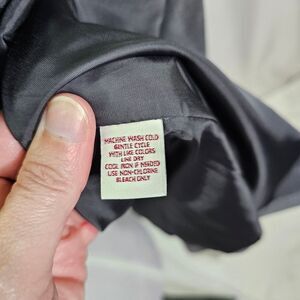 MACHINE WASH COLD
GENTLE CYCLE
WITH LIKE COLORS
LINE DRY
COOL IRON IF NEEDED
USE NON-CHLORINE
BLEACH ONLY